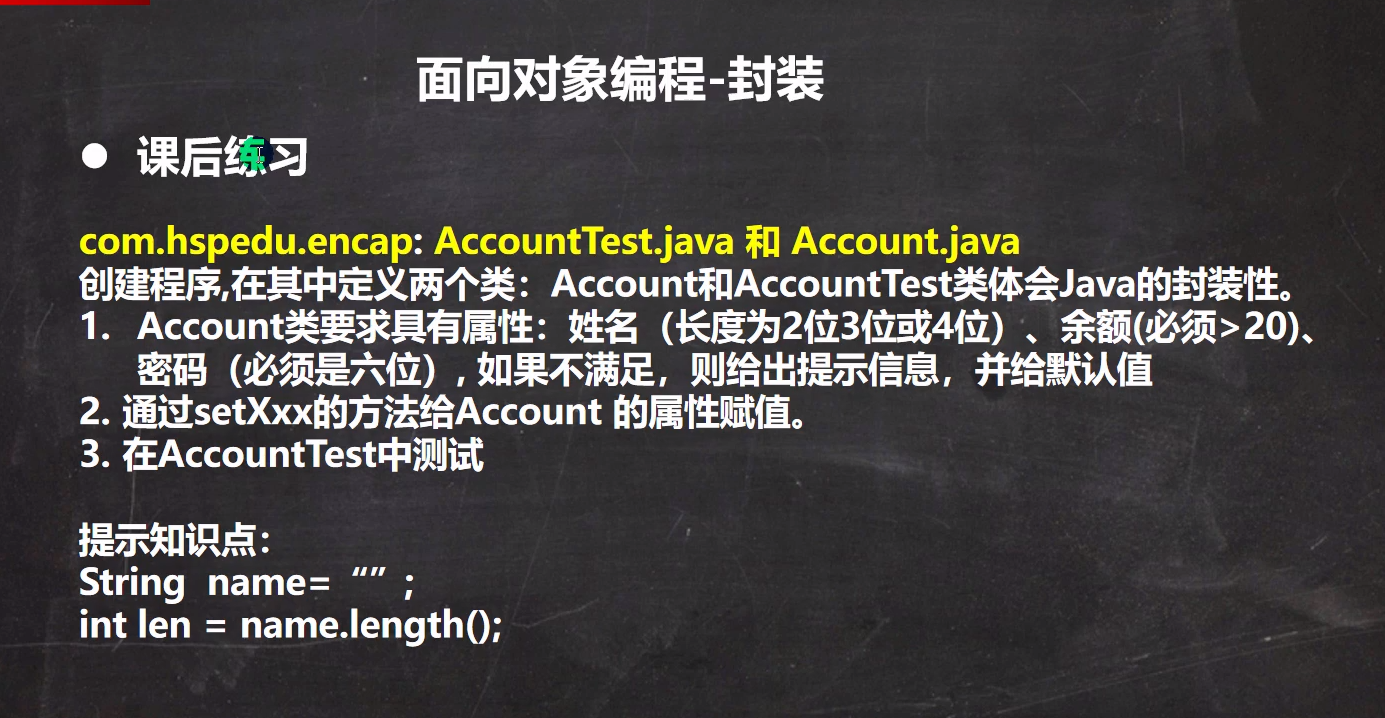 面向对象编程-封装
● 课后练习
com.hspedu.encap: AccountTest.java 和 Account.java
创建程序,在其中定义两个类：Account和AccountTest类体会Java的封装性。
1. Account类要求具有属性：姓名（长度为2位3位或4位）、余额(必须>20)、
密码（必须是六位）, 如果不满足，则给出提示信息，并给默认值
2. 通过setXxx的方法给Account 的属性赋值。
3. 在AccountTest中测试
提示知识点：
String name= “”；
int len = name.length();